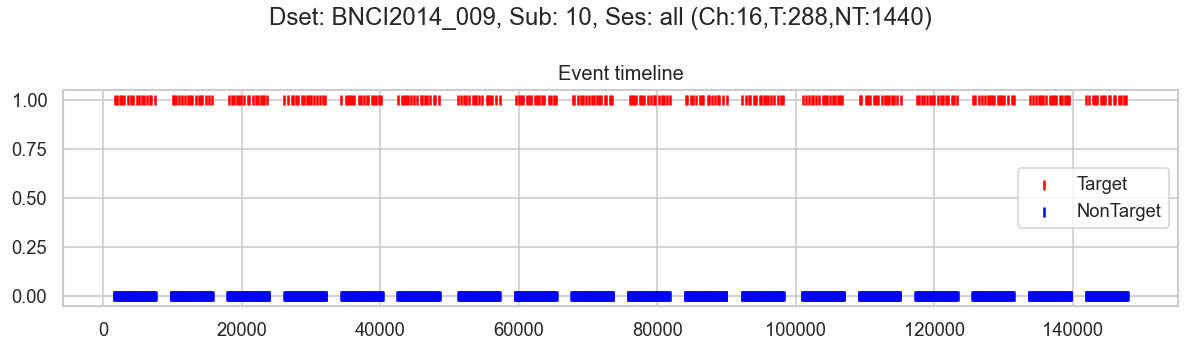 Dset: BNCI2014_009, Sub: 10, Ses: all (Ch:16,T:288,NT:1440)
Event timeline
1.00
0.75
0.50
0.25
0.00
Target
NonTarget
0 20000 40000 60000 80000 100000 120000 140000